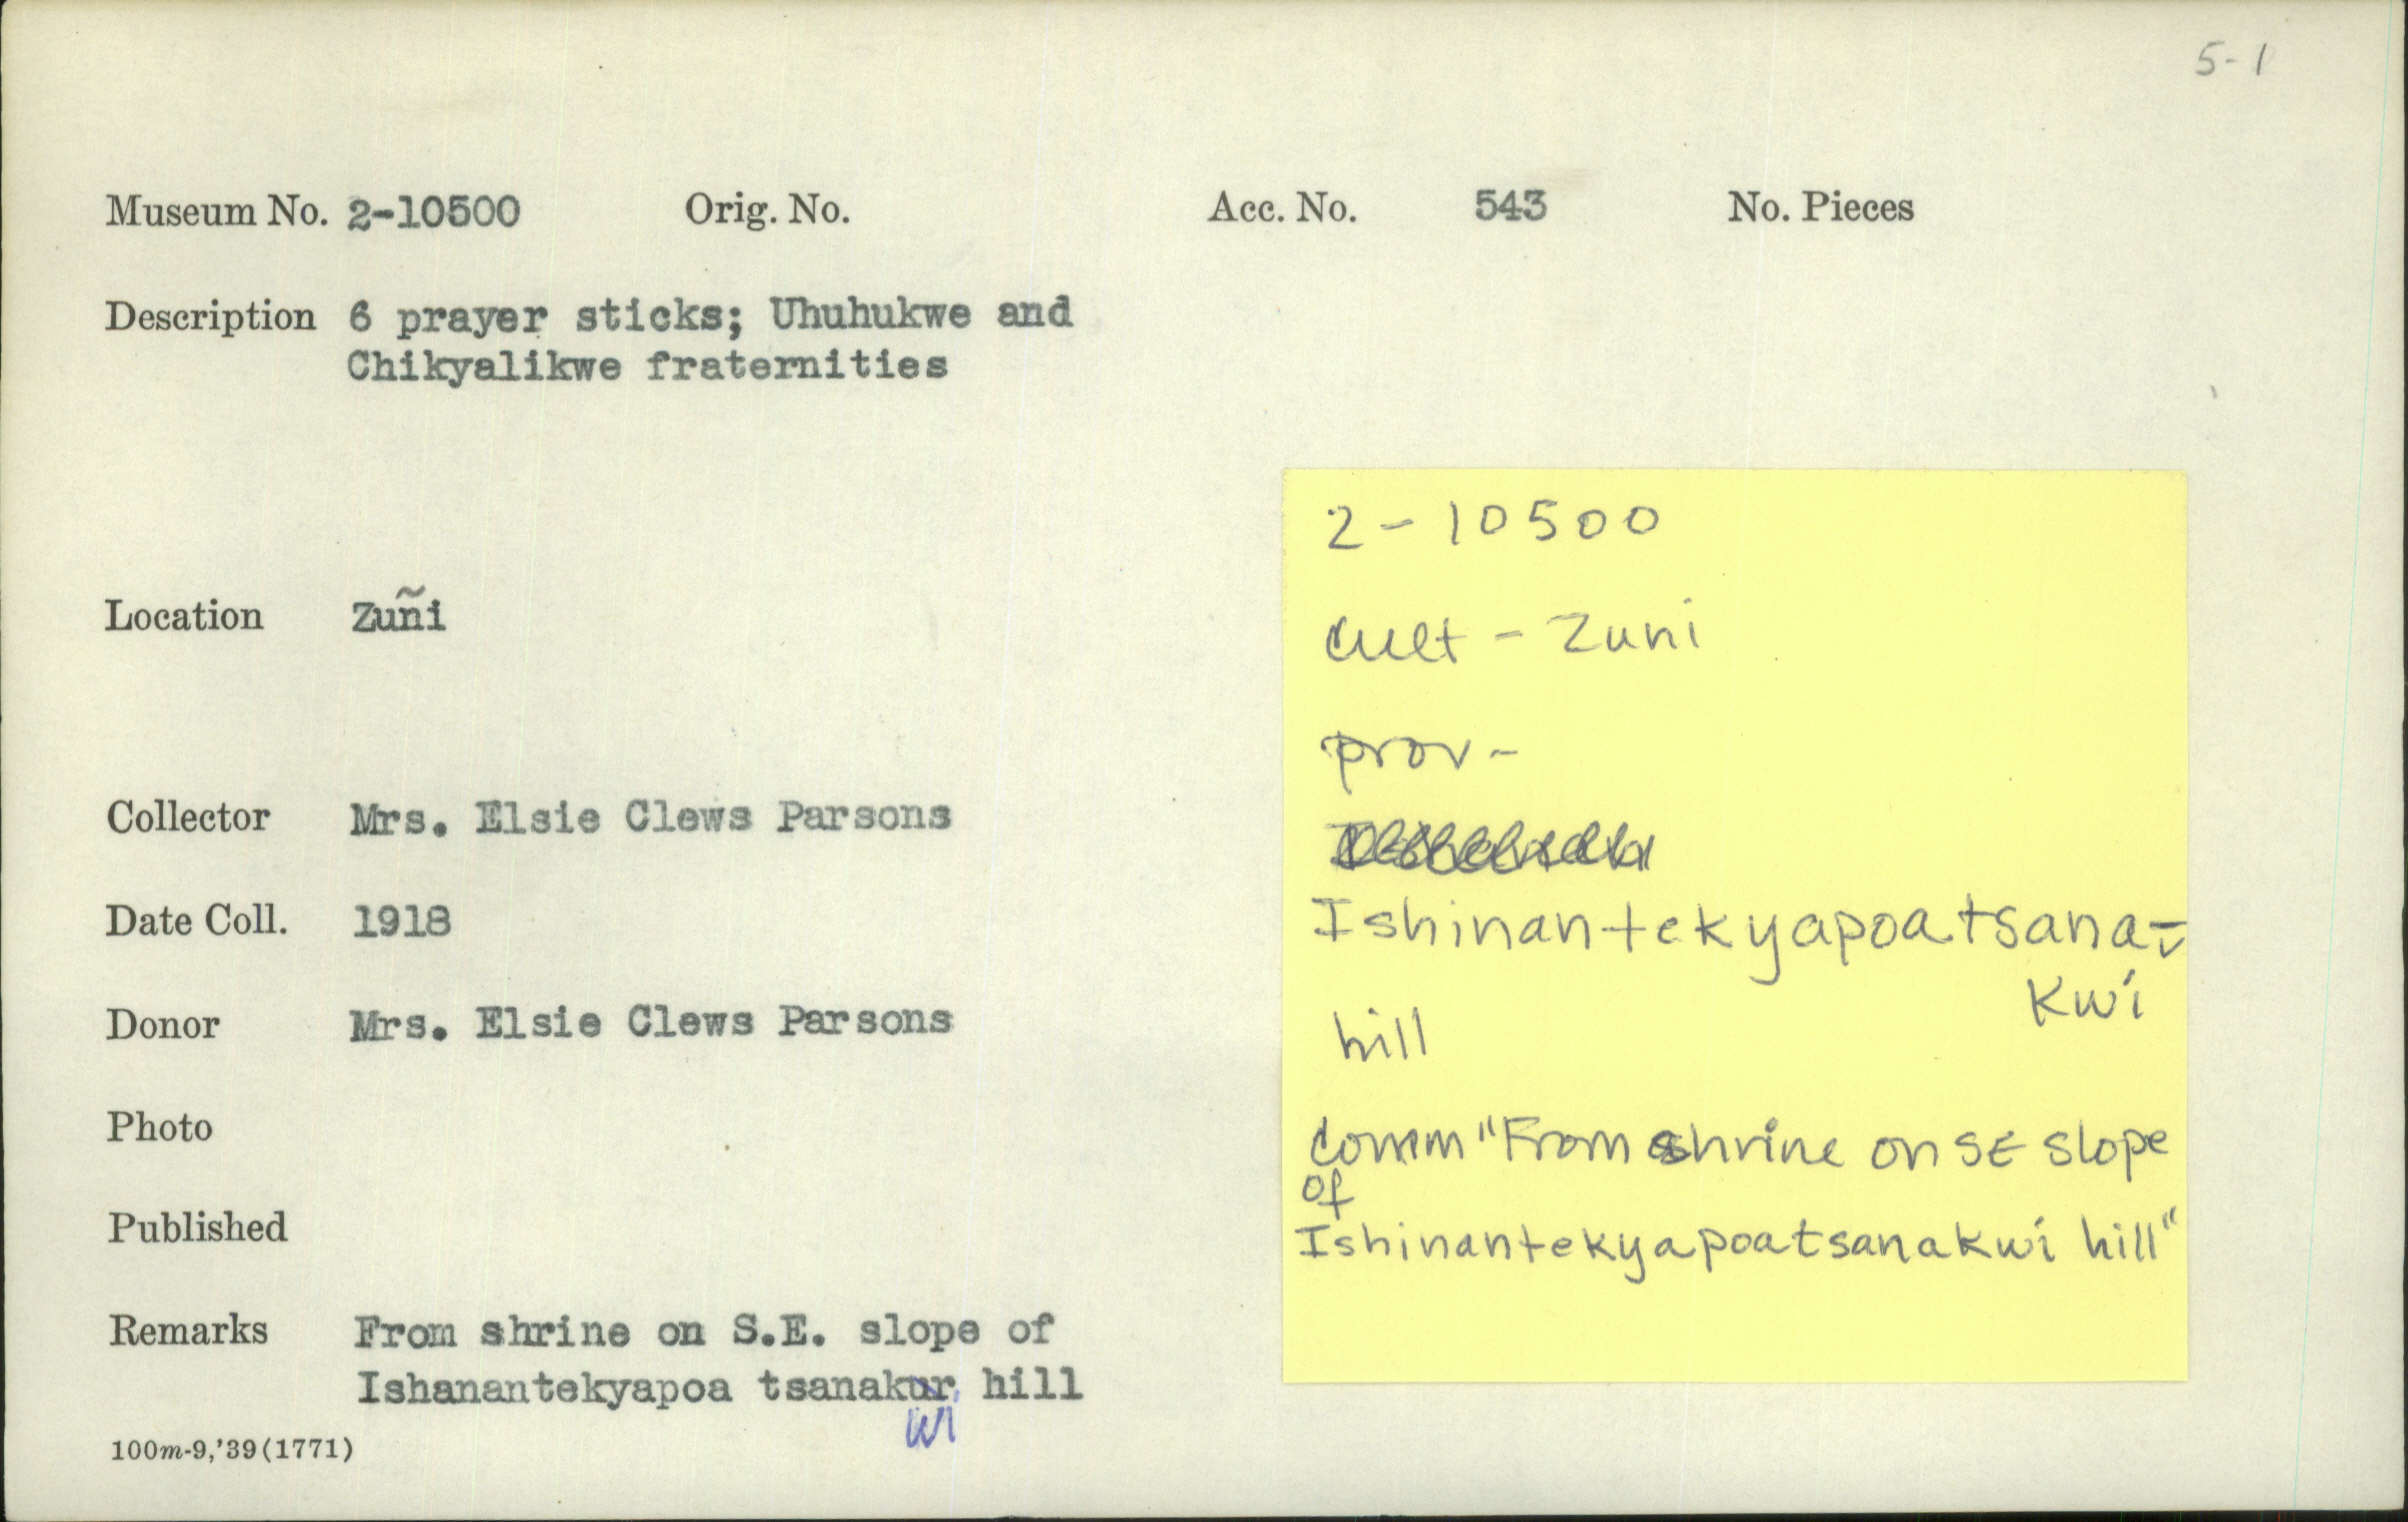 5-1
Museum No. 2-10500 Orig. No. Acc. No. 543 No. Pieces
Description 6 prayer sticks; Uhuhukwe and
Chikyalikwe fraternities
Location Zuñi
Collector Mrs. Elsie Clews Parsons
Date Coll. 1918
Donor Mrs. Elsie Clews Parsons
Photo
Published
Remarks From shrine on S.E. slope of
Ishanantekyapoa tsanakur hill
wi
100m-9,'39(1771)
2-10500
Cult - Zuni
prov-
Ishinantekyapoatsana-
kwi
hill
Comm "From shrine on SE slope
of
Ishinantekyapoatsanakwi hill"